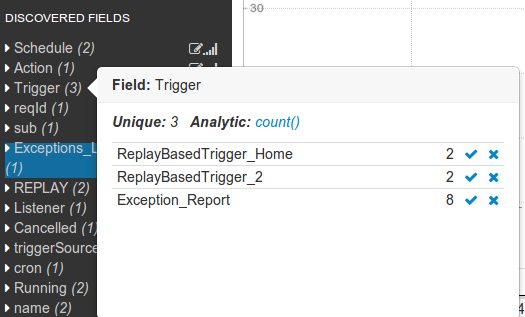 DISCOVERED FIELDS
Schedule (2)
Action (1)
Trigger (3)
reqId (1)
sub (1)
Exceptions_L
(1)
REPLAY (2)
Listener (1)
Cancelled (1)
triggerSource
cron (1)
Running (2)
name (2)
30
Field: Trigger
Unique: 3 Analytic: count()
ReplayBasedTrigger_Home 2
ReplayBasedTrigger_2 2
Exception_Report 8
4